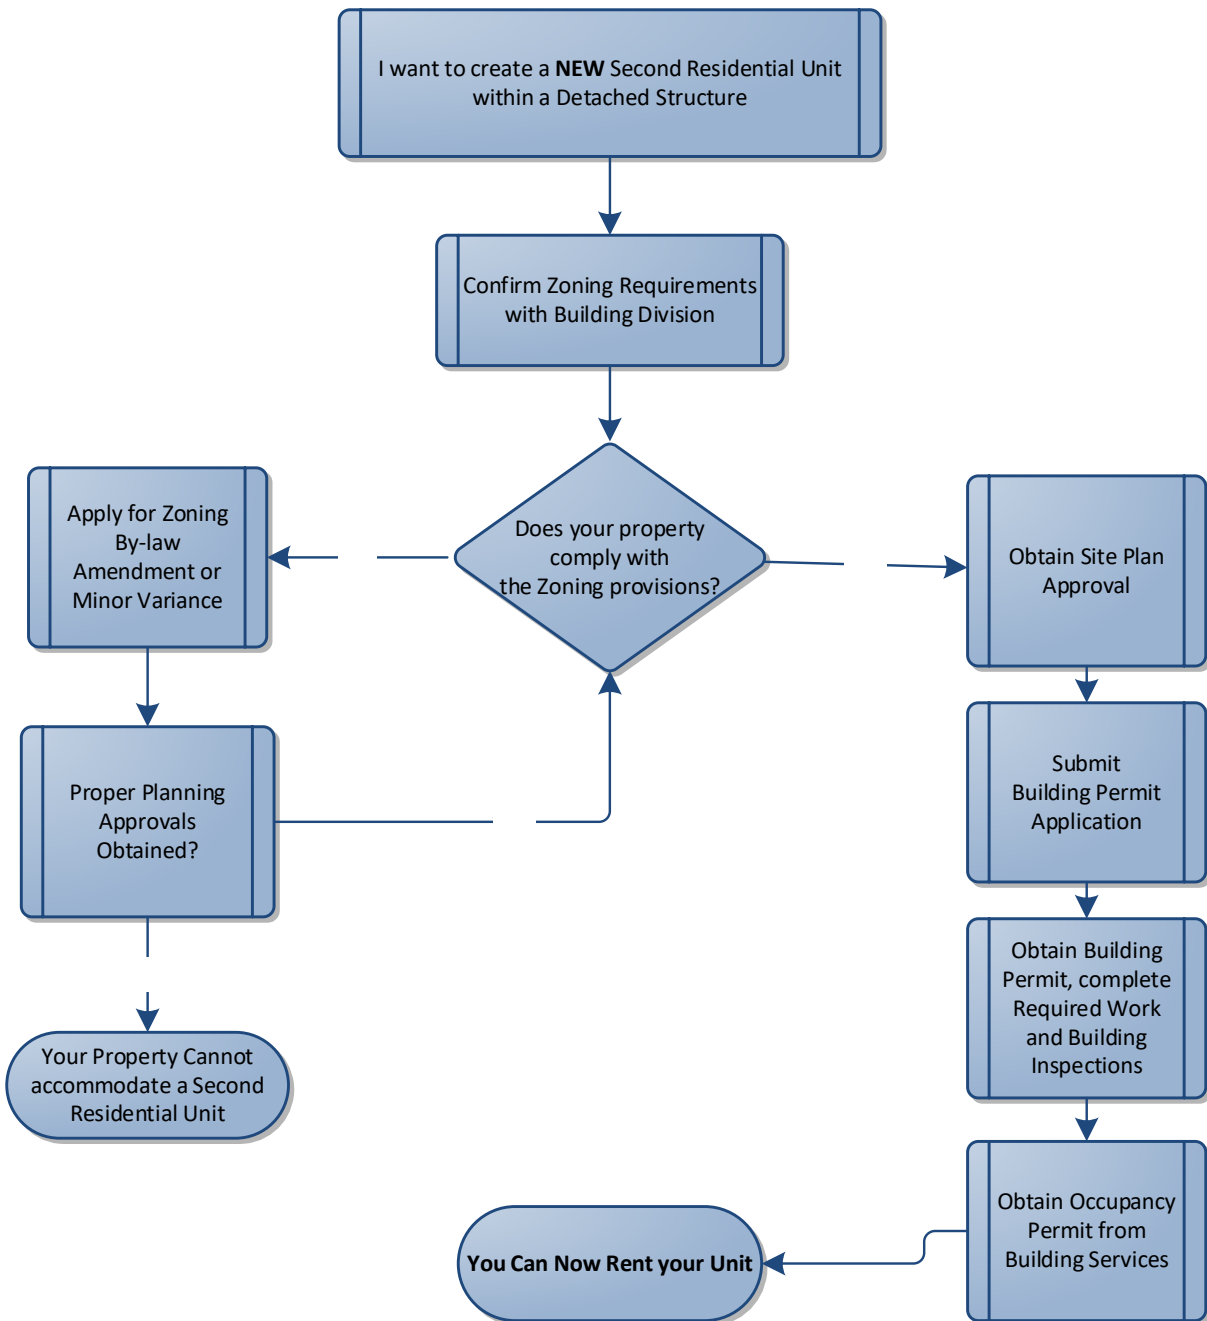 I want to create a NEW Second Residential Unit
within a Detached Structure
Confirm Zoning Requirements
with Building Division
Does your property
comply with
the Zoning provisions?
Apply for Zoning
By-law
Amendment or
Minor Variance
Obtain Site Plan
Approval
Proper Planning
Approvals
Obtained?
Submit
Building Permit
Application
Obtain Building
Permit, complete
Required Work
and Building
Inspections
Your Property Cannot
accommodate a Second
Residential Unit
Obtain Occupancy
Permit from
Building Services
You Can Now Rent your Unit